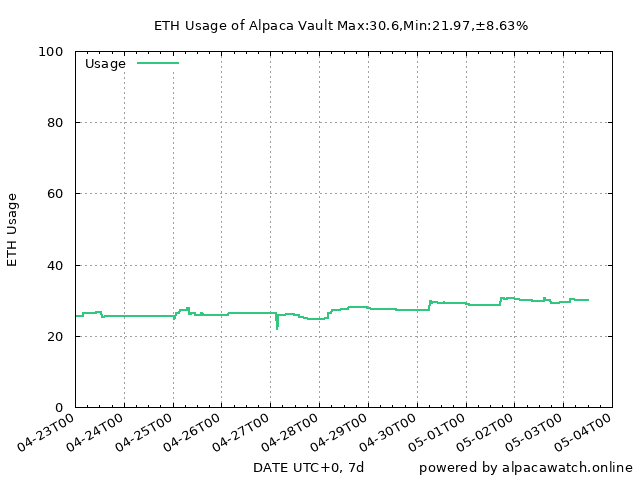 ETH Usage of Alpaca Vault Max:30.6,Min:21.97,±8.63%
100
Usage
80
60
ETH Usage
40
20
0
04-23T00 04-24T00 04-25T00 04-26T00 04-27T00 04-28T00 04-29T00 04-30T00 05-01T00 05-02T00 05-03T00 05-04T00
DATE UTC+0, 7d
powered by alpacawatch.online